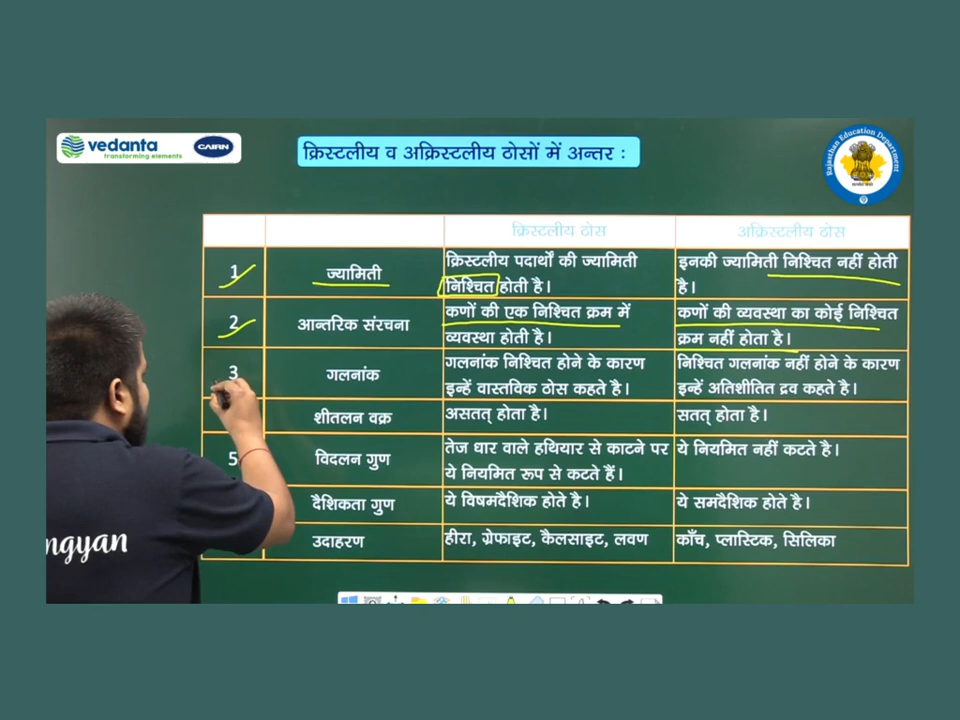 vedanta
transforming elements
CAIRN
क्रिस्टलीय व अक्रिस्टलीय ठोसों में अन्तर :
Rajasthan Education Department
क्रिस्टलीय ठोस
अक्रिस्टलीय ठोस
1
ज्यामिती
क्रिस्टलीय पदार्थों की ज्यामिती
निश्चित होती है।
इनकी ज्यामिती निश्चित नहीं होती
है।
2
आन्तरिक संरचना
कणों की एक निश्चित क्रम में
व्यवस्था होती है।
कणों की व्यवस्था का कोई निश्चित
क्रम नहीं होता है।
3
गलनांक
गलनांक निश्चित होने के कारण
इन्हें वास्तविक ठोस कहते है।
निश्चित गलनांक नहीं होने के कारण
इन्हें अतिशीतित द्रव कहते है।
शीतलन वक्र
असतत् होता है।
सतत् होता है।
5
विदलन गुण
तेज धार वाले हथियार से काटने पर
ये नियमित रूप से कटते हैं।
ये नियमित नहीं कटते है।
दैशिकता गुण
ये विषमदैशिक होते है।
ये समदैशिक होते है।
उदाहरण
हीरा, ग्रेफाइट, कैलसाइट, लवण
काँच, प्लास्टिक, सिलिका
ngyan